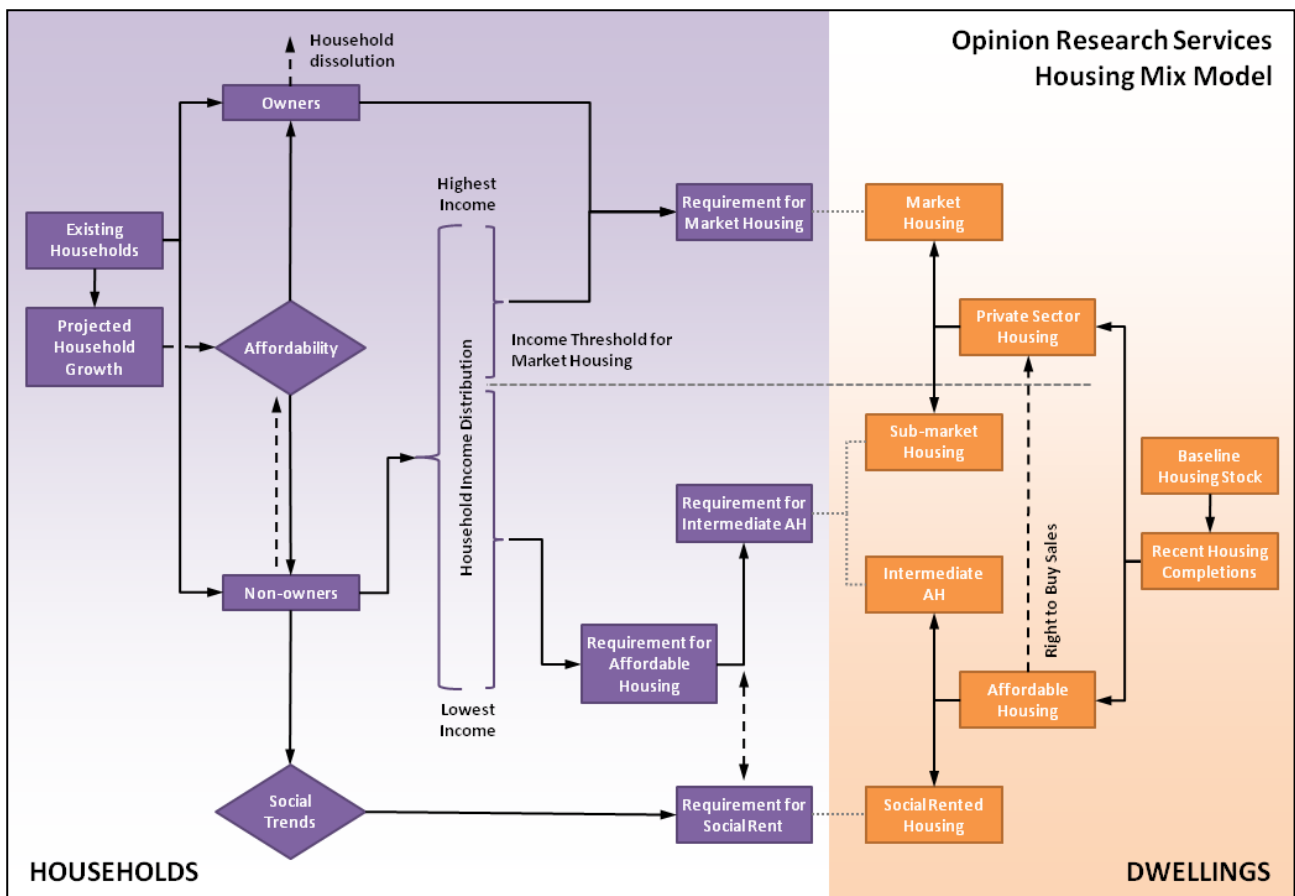 Opinion Research Services
Housing Mix Model
Household
dissolution
Owners
Highest
Income
Requirement for
Market Housing
Market
Housing
Existing
Households
Projected
Household
Growth
Affordability
Income Threshold for
Market Housing
Private Sector
Housing
Household Income Distribution
Sub-market
Housing
Baseline
Housing Stock
Requirement for
Intermediate AH
Right to Buy Sales
Recent Housing
Completions
Intermediate
AH
Non-owners
Requirement for
Affordable
Housing
Affordable
Housing
Lowest
Income
Social
Trends
Requirement for
Social Rent
Social Rented
Housing
HOUSEHOLDS
DWELLINGS